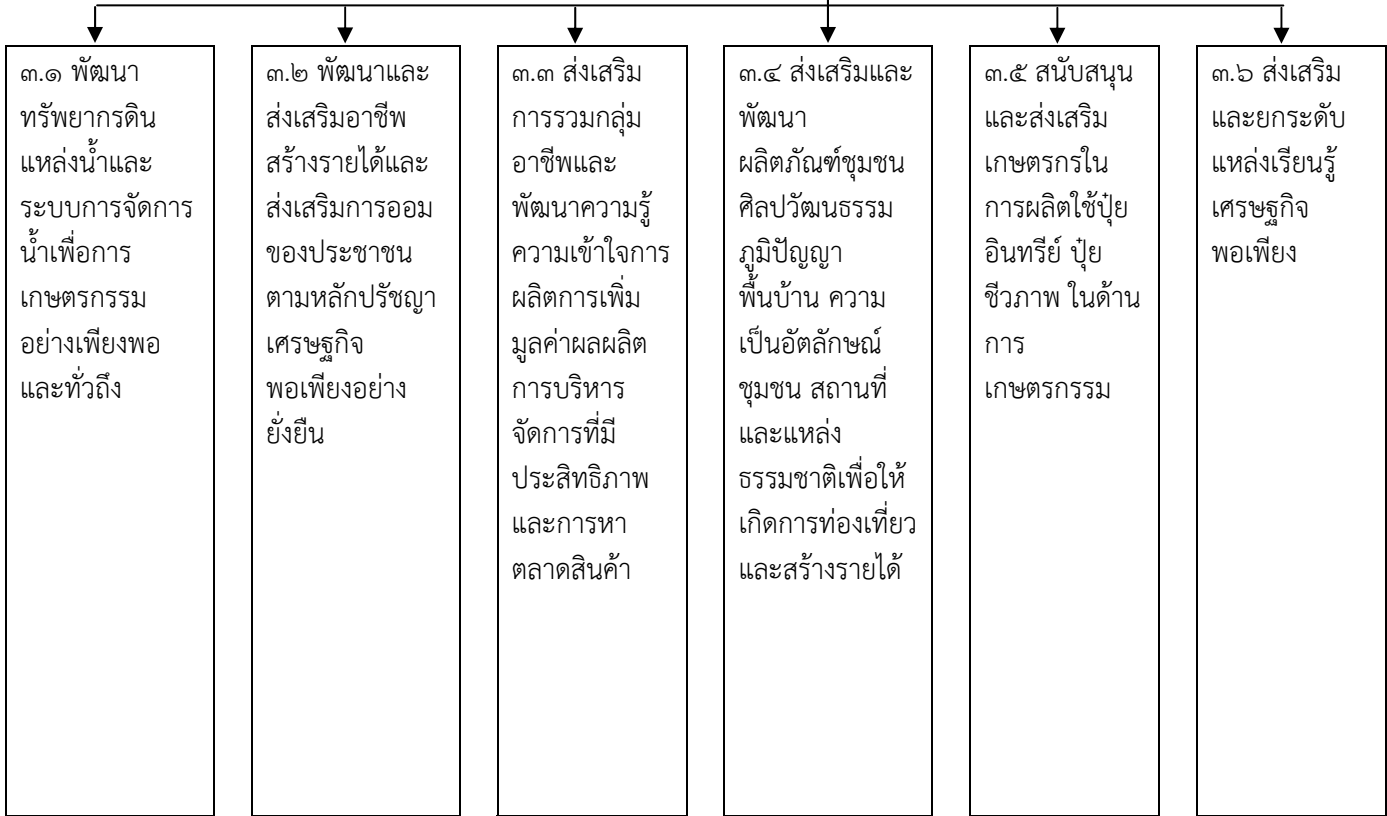 ๓.๑ พัฒนา
ทรัพยากรดิน
แหล่งน้ำและ
ระบบการจัดการ
น้ำเพื่อการ
เกษตรกรรม
อย่างเพียงพอ
และทั่วถึง
๓.๒ พัฒนาและ
ส่งเสริมอาชีพ
สร้างรายได้และ
ส่งเสริมการออม
ของประชาชน
ตามหลักปรัชญา
เศรษฐกิจ
พอเพียงอย่าง
ยั่งยืน
๓.๓ ส่งเสริม
การรวมกลุ่ม
อาชีพและ
พัฒนาความรู้
ความเข้าใจการ
ผลิตการเพิ่ม
มูลค่าผลผลิต
การบริหาร
จัดการที่มี
ประสิทธิภาพ
และการหา
ตลาดสินค้า
๓.๔ ส่งเสริมและ
พัฒนา
ผลิตภัณฑ์ชุมชน
ศิลปวัฒนธรรม
ภูมิปัญญา
พื้นบ้าน ความ
เป็นอัตลักษณ์
ชุมชน สถานที่
และแหล่ง
ธรรมชาติเพื่อให้
เกิดการท่องเที่ยว
และสร้างรายได้
๓.๕ สนับสนุน
และส่งเสริม
เกษตรกรใน
การผลิตใช้ปุ๋ย
อินทรีย์ ปุ๋ย
ชีวภาพ ในด้าน
การ
เกษตรกรรม
๓.๖ ส่งเสริม
และยกระดับ
แหล่งเรียนรู้
เศรษฐกิจ
พอเพียง